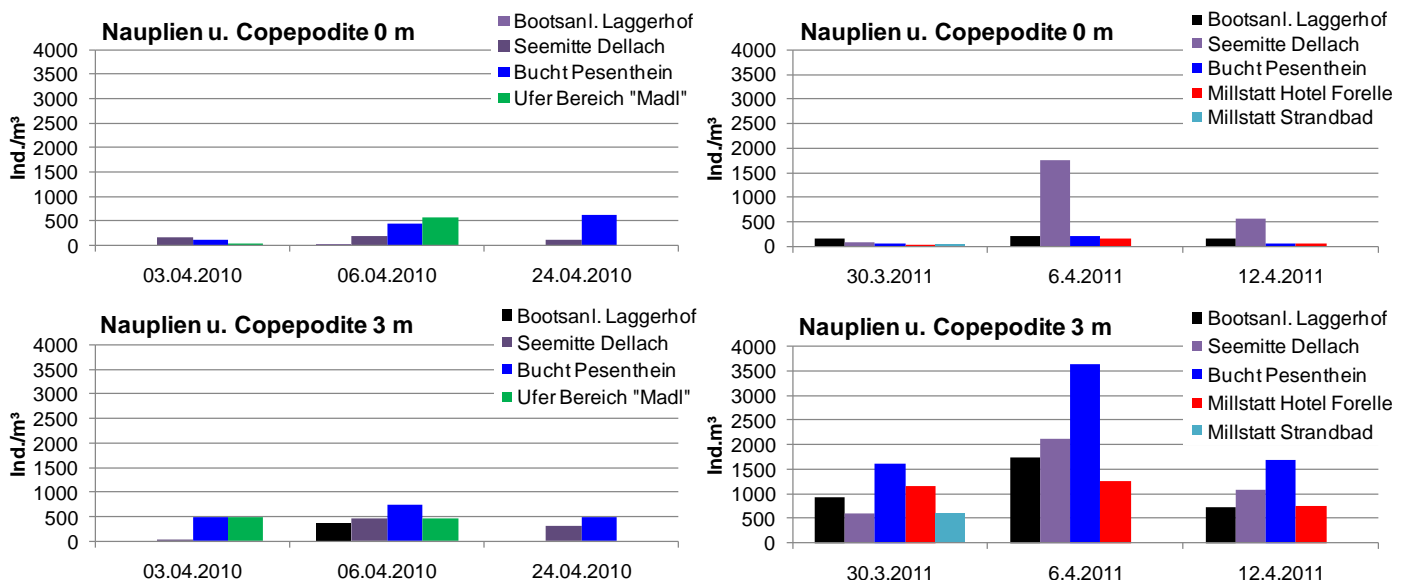 Nauplien u. Copepodite 0 m
Bootsanl. Laggerhof
Seemitte Dellach
Bucht Pesenthein
Ufer Bereich "Madl"
Ind./m³
4000
3500
3000
2500
2000
1500
1000
500
0
03.04.2010 06.04.2010 24.04.2010
Nauplien u. Copepodite 0 m
Bootsanl. Laggerhof
Seemitte Dellach
Bucht Pesenthein
Millstatt Hotel Forelle
Millstatt Strandbad
Ind./m³
4000
3500
3000
2500
2000
1500
1000
500
0
30.3.2011 6.4.2011 12.4.2011
Nauplien u. Copepodite 3 m
Bootsanl. Laggerhof
Seemitte Dellach
Bucht Pesenthein
Ufer Bereich "Madl"
Ind./m³
4000
3500
3000
2500
2000
1500
1000
500
0
03.04.2010 06.04.2010 24.04.2010
Nauplien u. Copepodite 3 m
Bootsanl. Laggerhof
Seemitte Dellach
Bucht Pesenthein
Millstatt Hotel Forelle
Millstatt Strandbad
Ind.m³
4000
3500
3000
2500
2000
1500
1000
500
0
30.3.2011 6.4.2011 12.4.2011